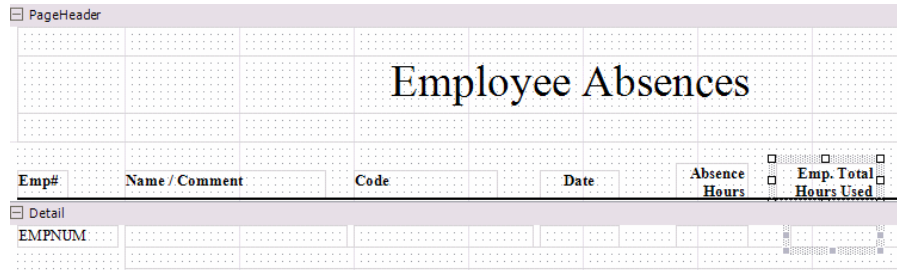 PageHeader
Employee Absences
Emp# Name / Comment Code Date Absence Hours Emp. Total Hours Used
Detail
EMPNUM